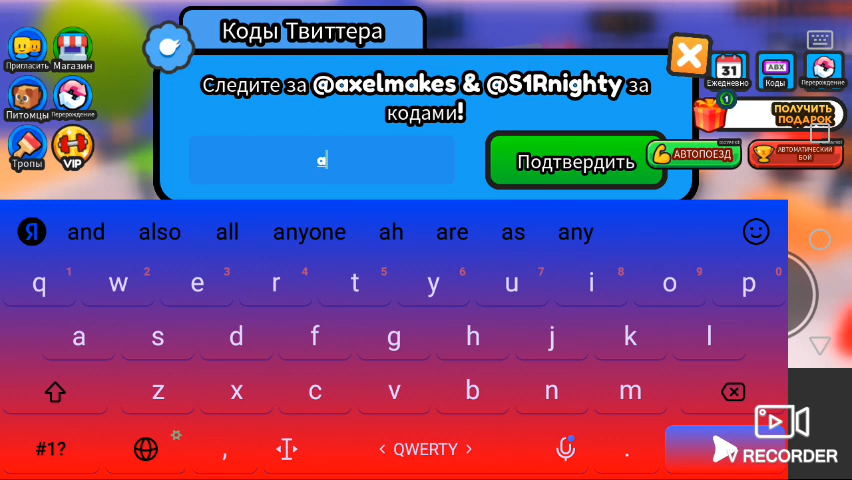 Коды Твиттера
Следите за @axelmakes & @S1Rnighty за
кодами!
a
Подтвердить
Пригласить
Магазин
Питомцы
Перерождение
Тропы
VIP
31
Ежедневно
ABX
Коды
Перерождение
1
ПОЛУЧИТЬ
ПОДАРОК
АВТОПОЕЗД
АВТОМАТИЧЕСКИЙ
БОЙ
Я and also all anyone ah are as any
q 1 w 2 e 3 r 4 t 5 y 6 u 7 i 8 o 9 p 0
a s d f g h j k l
z x c v b n m
#1? , < QWERTY > .
V RECORDER